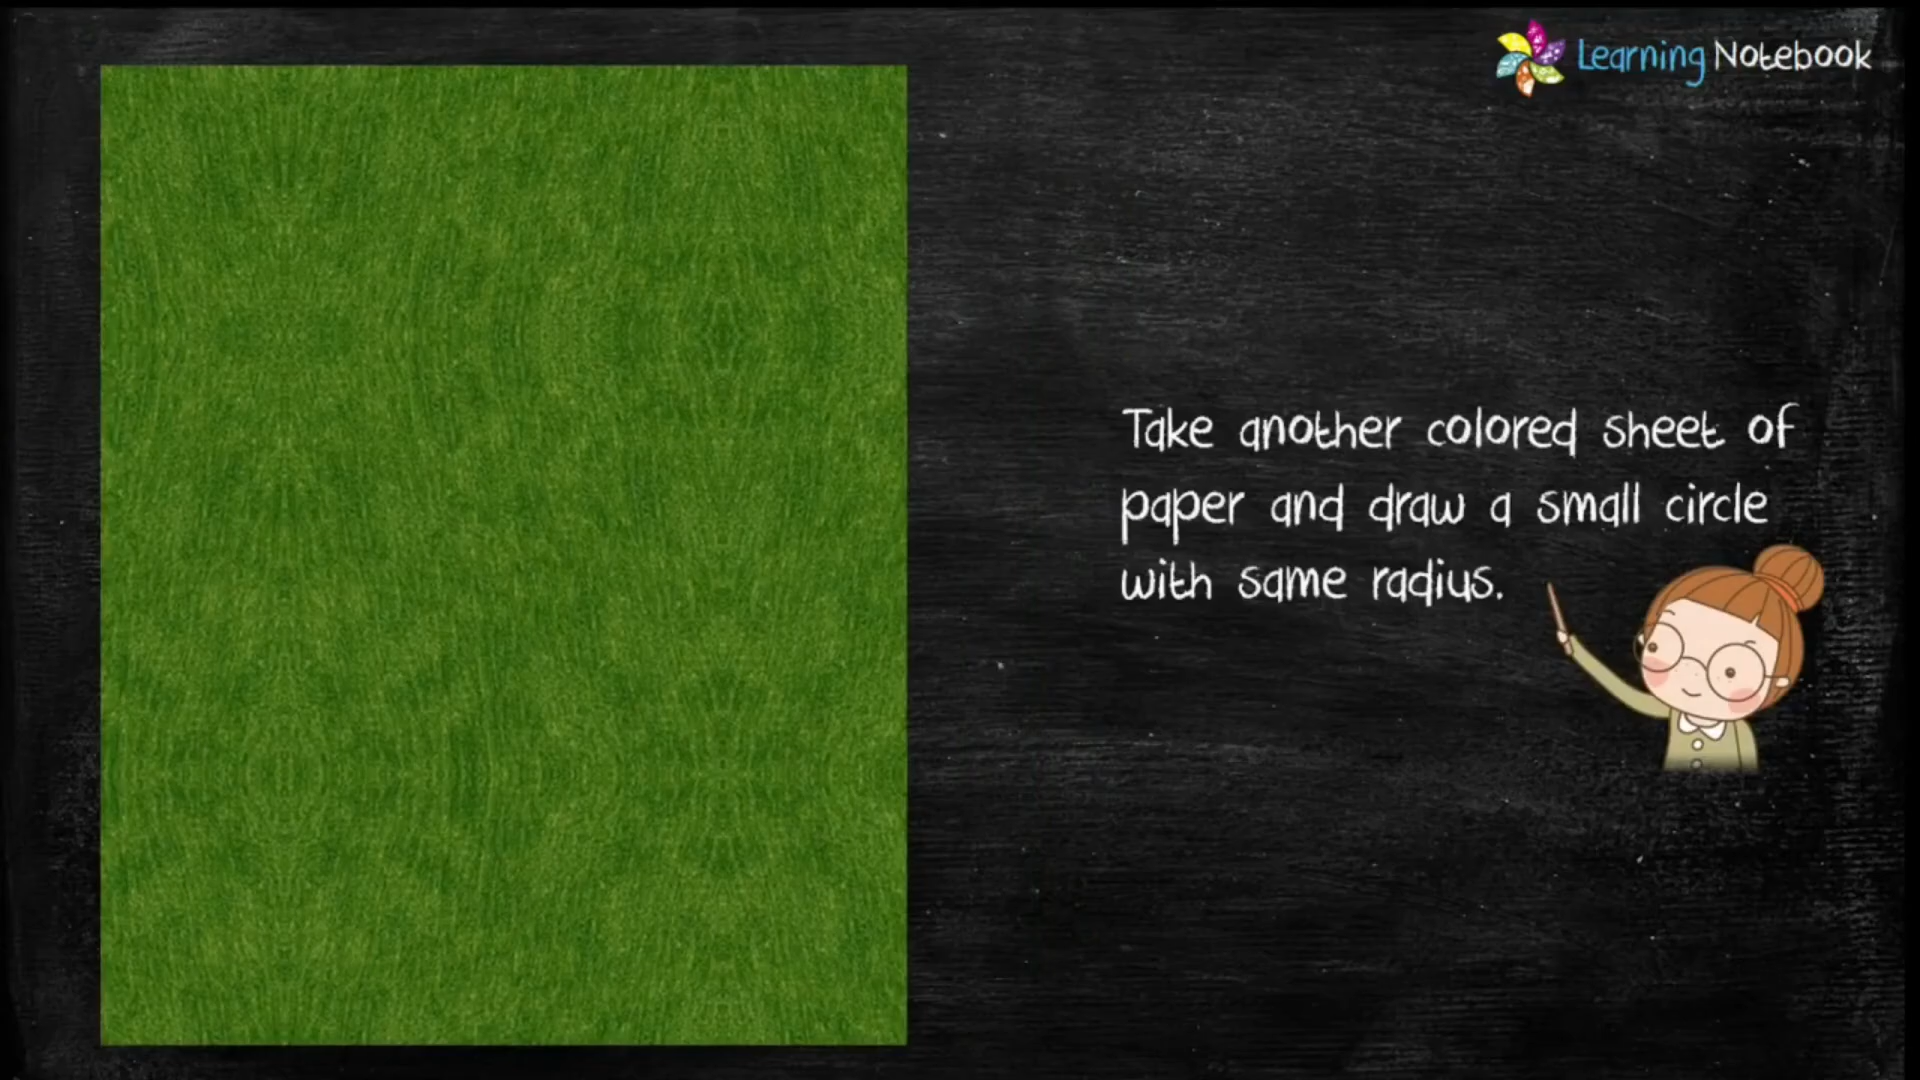 Learning Notebook
Take another colored sheet of
paper and draw a small circle
with same radius.